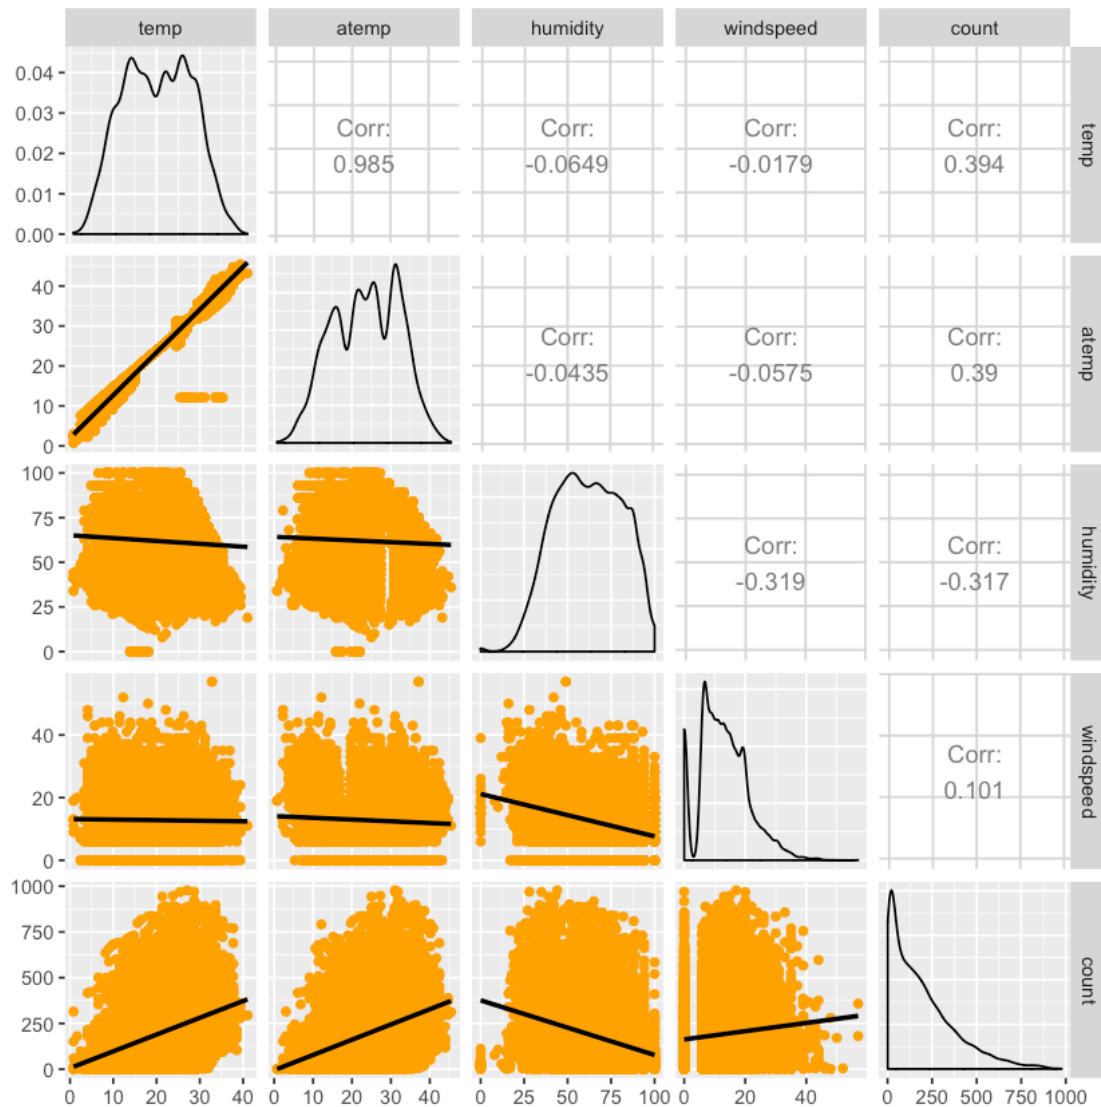 temp atemp humidity windspeed count
0.04
0.03
0.02
0.01
0.00
Corr:
0.985
Corr:
-0.0649
Corr:
-0.0179
Corr:
0.394
temp
40
30
20
10
0
Corr:
-0.0435
Corr:
-0.0575
Corr:
0.39
atemp
100
75
50
25
0
Corr:
-0.319
Corr:
-0.317
humidity
40
20
0
Corr:
0.101
windspeed
1000
750
500
250
0
count
0 10 20 30 40 0 10 20 30 40 0 25 50 75 100 0 20 40 0 250 500 750 1000